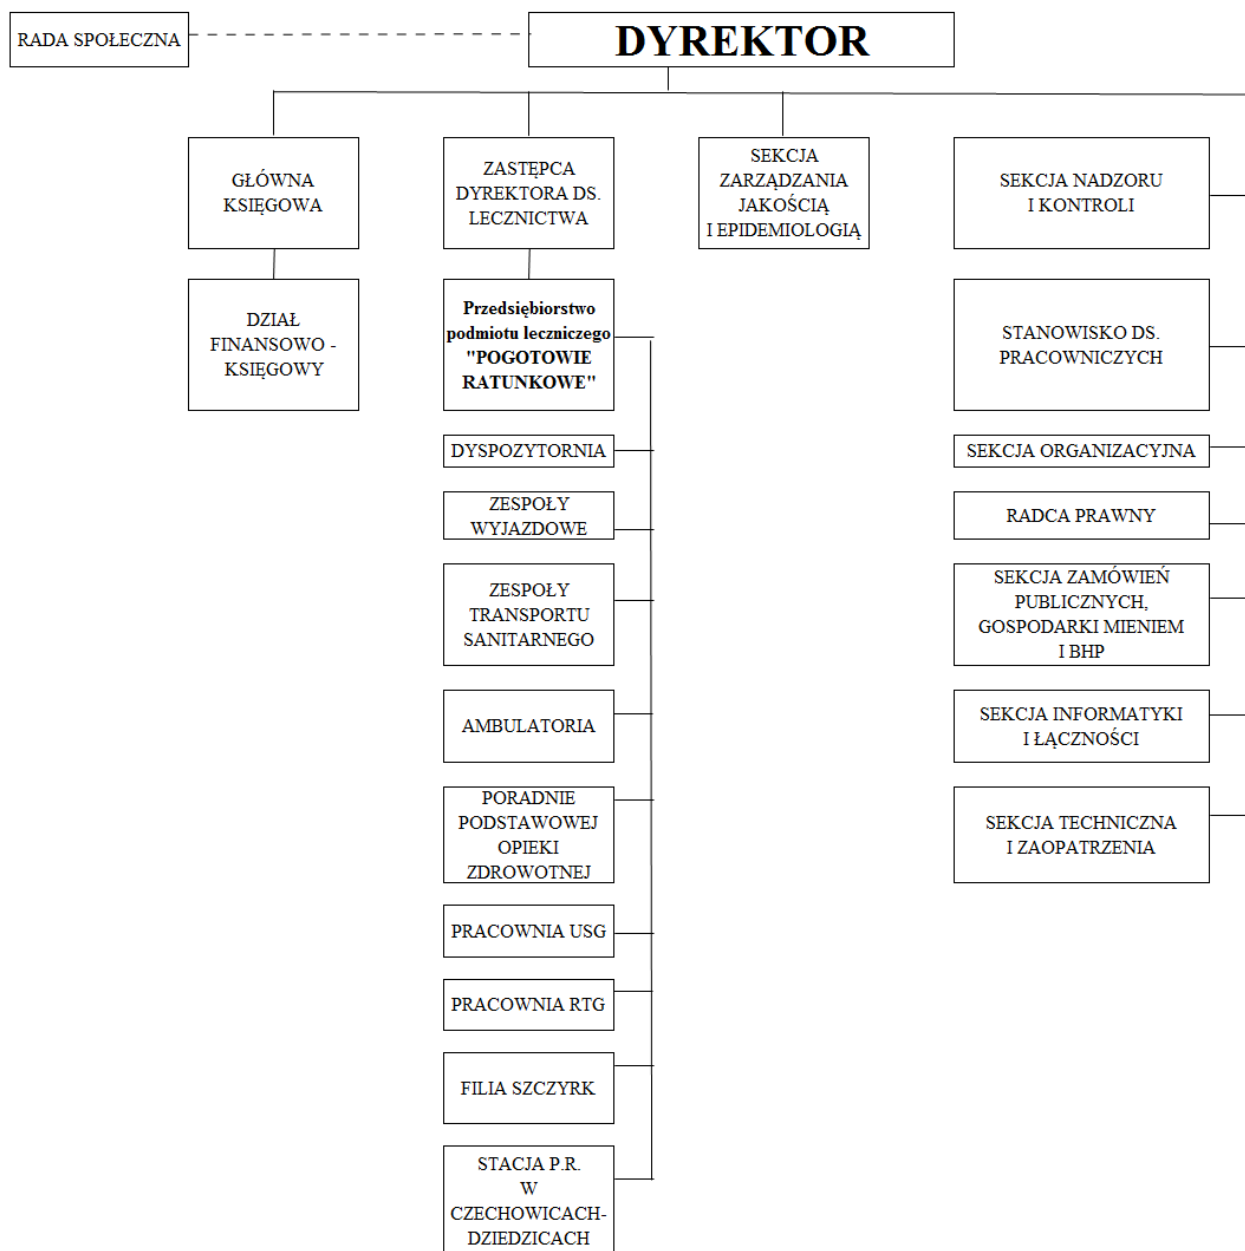 RADA SPOŁECZNA
DYREKTOR
GŁÓWNA
KSIĘGOWA
ZASTĘPCA
DYREKTORA DS.
LECZNICTWA
SEKCJA
ZARZĄDZANIA
JAKOŚCIĄ
I EPIDEMIOLOGIĄ
SEKCJA NADZORU
I KONTROLI
DZIAŁ
FINANSOWO -
KSIĘGOWY
Przedsiębiorstwo
podmiotu leczniczego
"POGOTOWIE
RATUNKOWE"
STANOWISKO DS.
PRACOWNICZYCH
DYSPOZYTORNIA
SEKCJA ORGANIZACYJNA
ZESPOŁY
WYJAZDOWE
RADCA PRAWNY
ZESPOŁY
TRANSPORTU
SANITARNEGO
SEKCJA ZAMÓWIEŃ
PUBLICZNYCH,
GOSPODARKI MIENIEM
I BHP
AMBULATORIA
SEKCJA INFORMATYKI
I ŁĄCZNOŚCI
PORADNIE
PODSTAWOWEJ
OPIEKI
ZDROWOTNEJ
SEKCJA TECHNICZNA
I ZAOPATRZENIA
PRACOWNIA USG
PRACOWNIA RTG
FILIA SZCZYRK
STACJA P.R.
W
CZECHOWICACH-
DZIEDZICACH